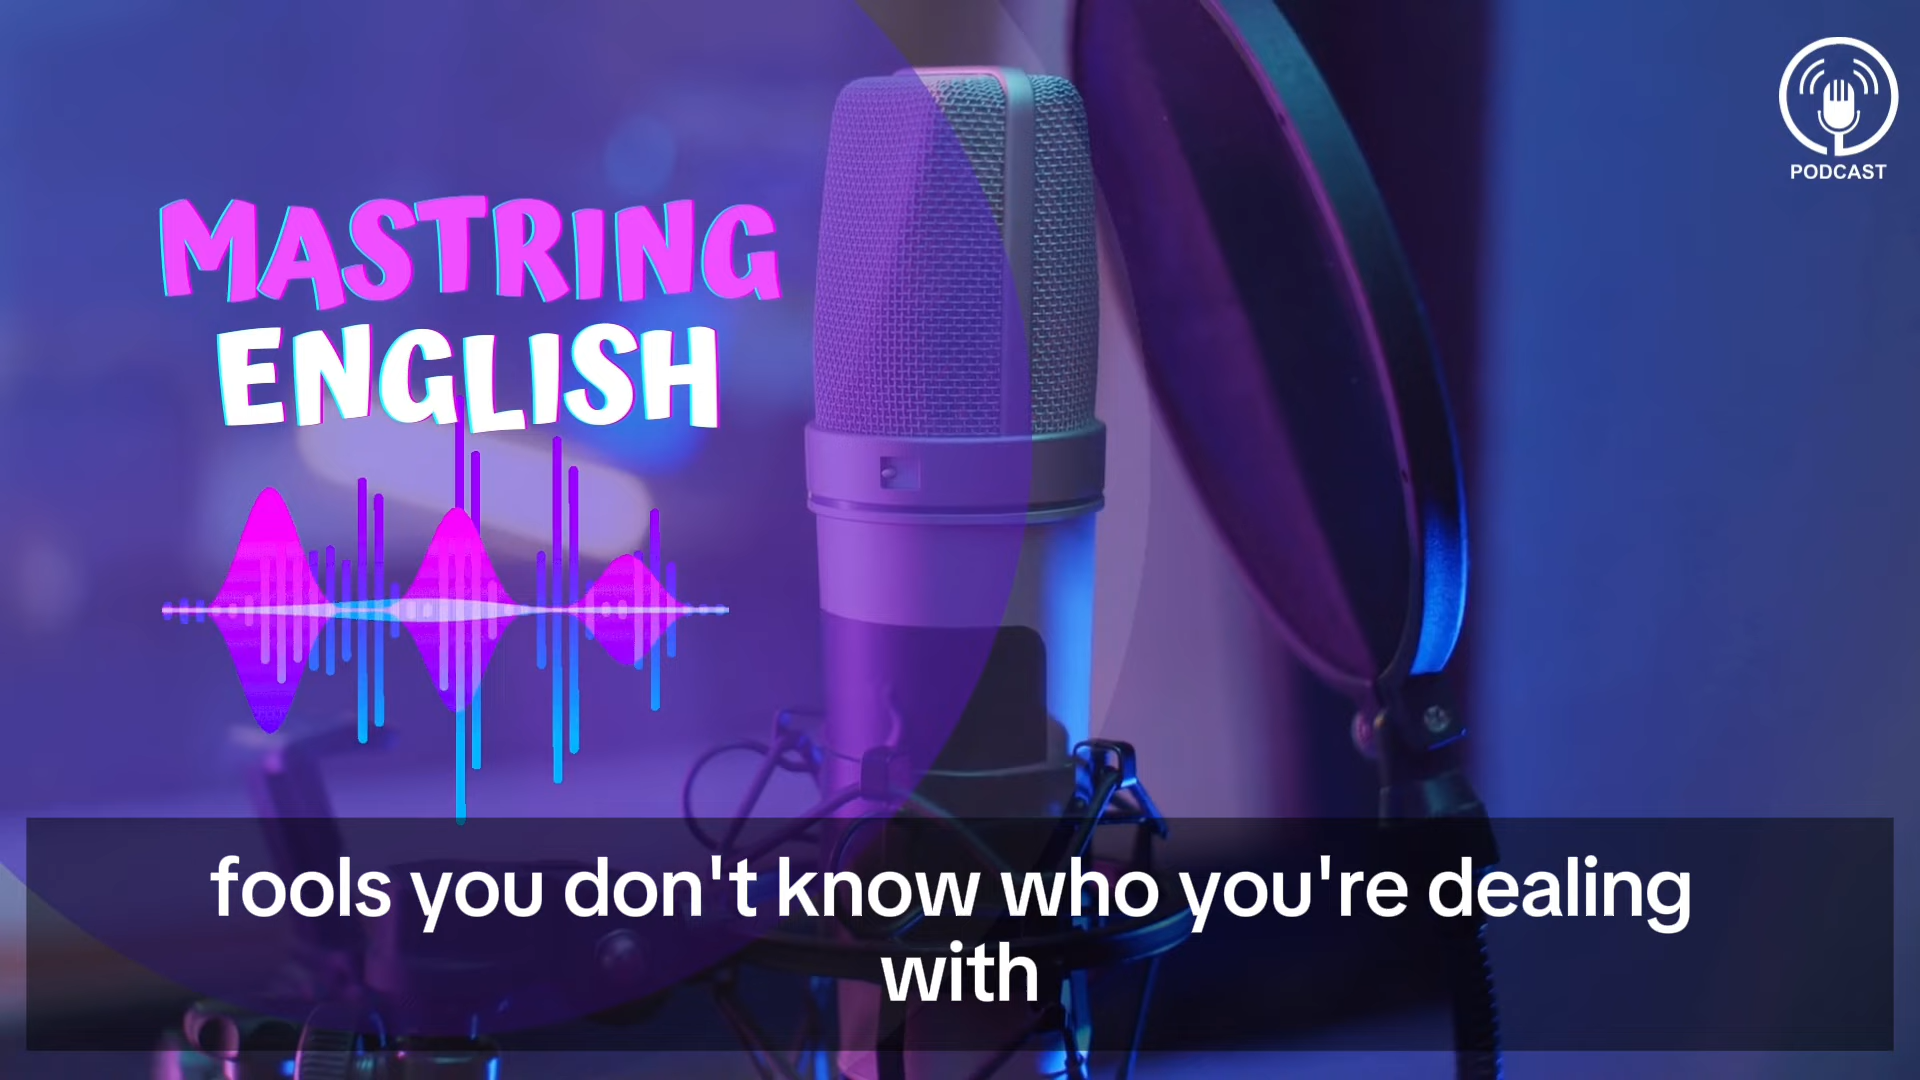 PODCAST
MASTRING
ENGLISH
fools you don't know who you're dealing
with